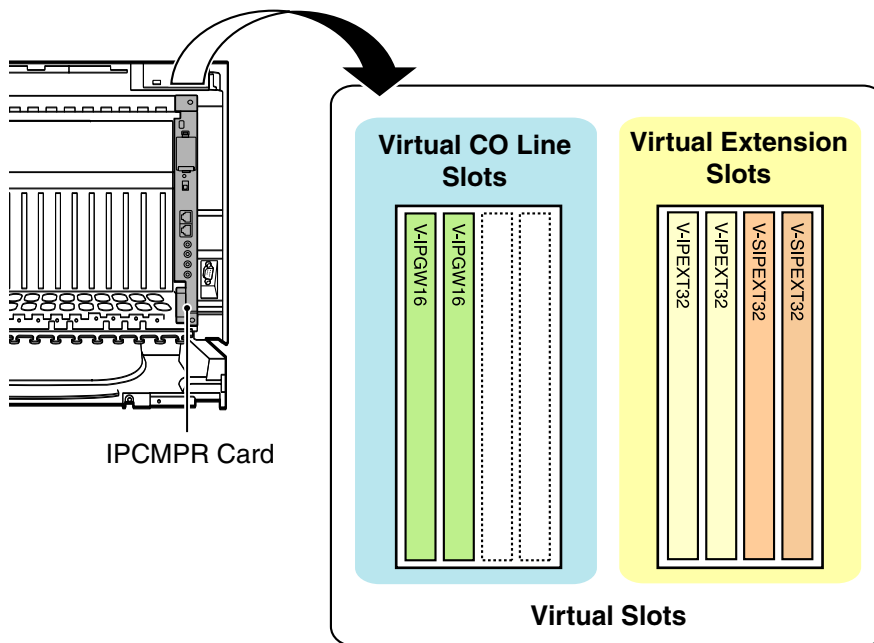 Virtual CO Line
Slots
V-IPGW16
V-IPGW16
Virtual Extension
Slots
V-IPEXT32
V-IPEXT32
V-SIPEXT32
V-SIPEXT32
IPCMPR Card
Virtual Slots